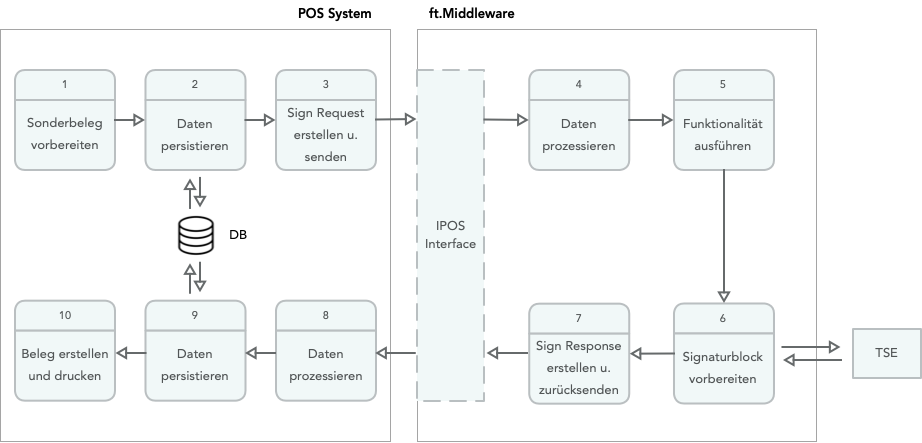 POS System
ft.Middleware
1
Sonderbeleg
vorbereiten
2
Daten
persistieren
3
Sign Request
erstellen u.
senden
4
Daten
prozessieren
5
Funktionalität
ausführen
DB
IPOS
Interface
10
Beleg erstellen
und drucken
9
Daten
persistieren
8
Daten
prozessieren
7
Sign Response
erstellen u.
zurücksenden
6
Signaturblock
vorbereiten
TSE